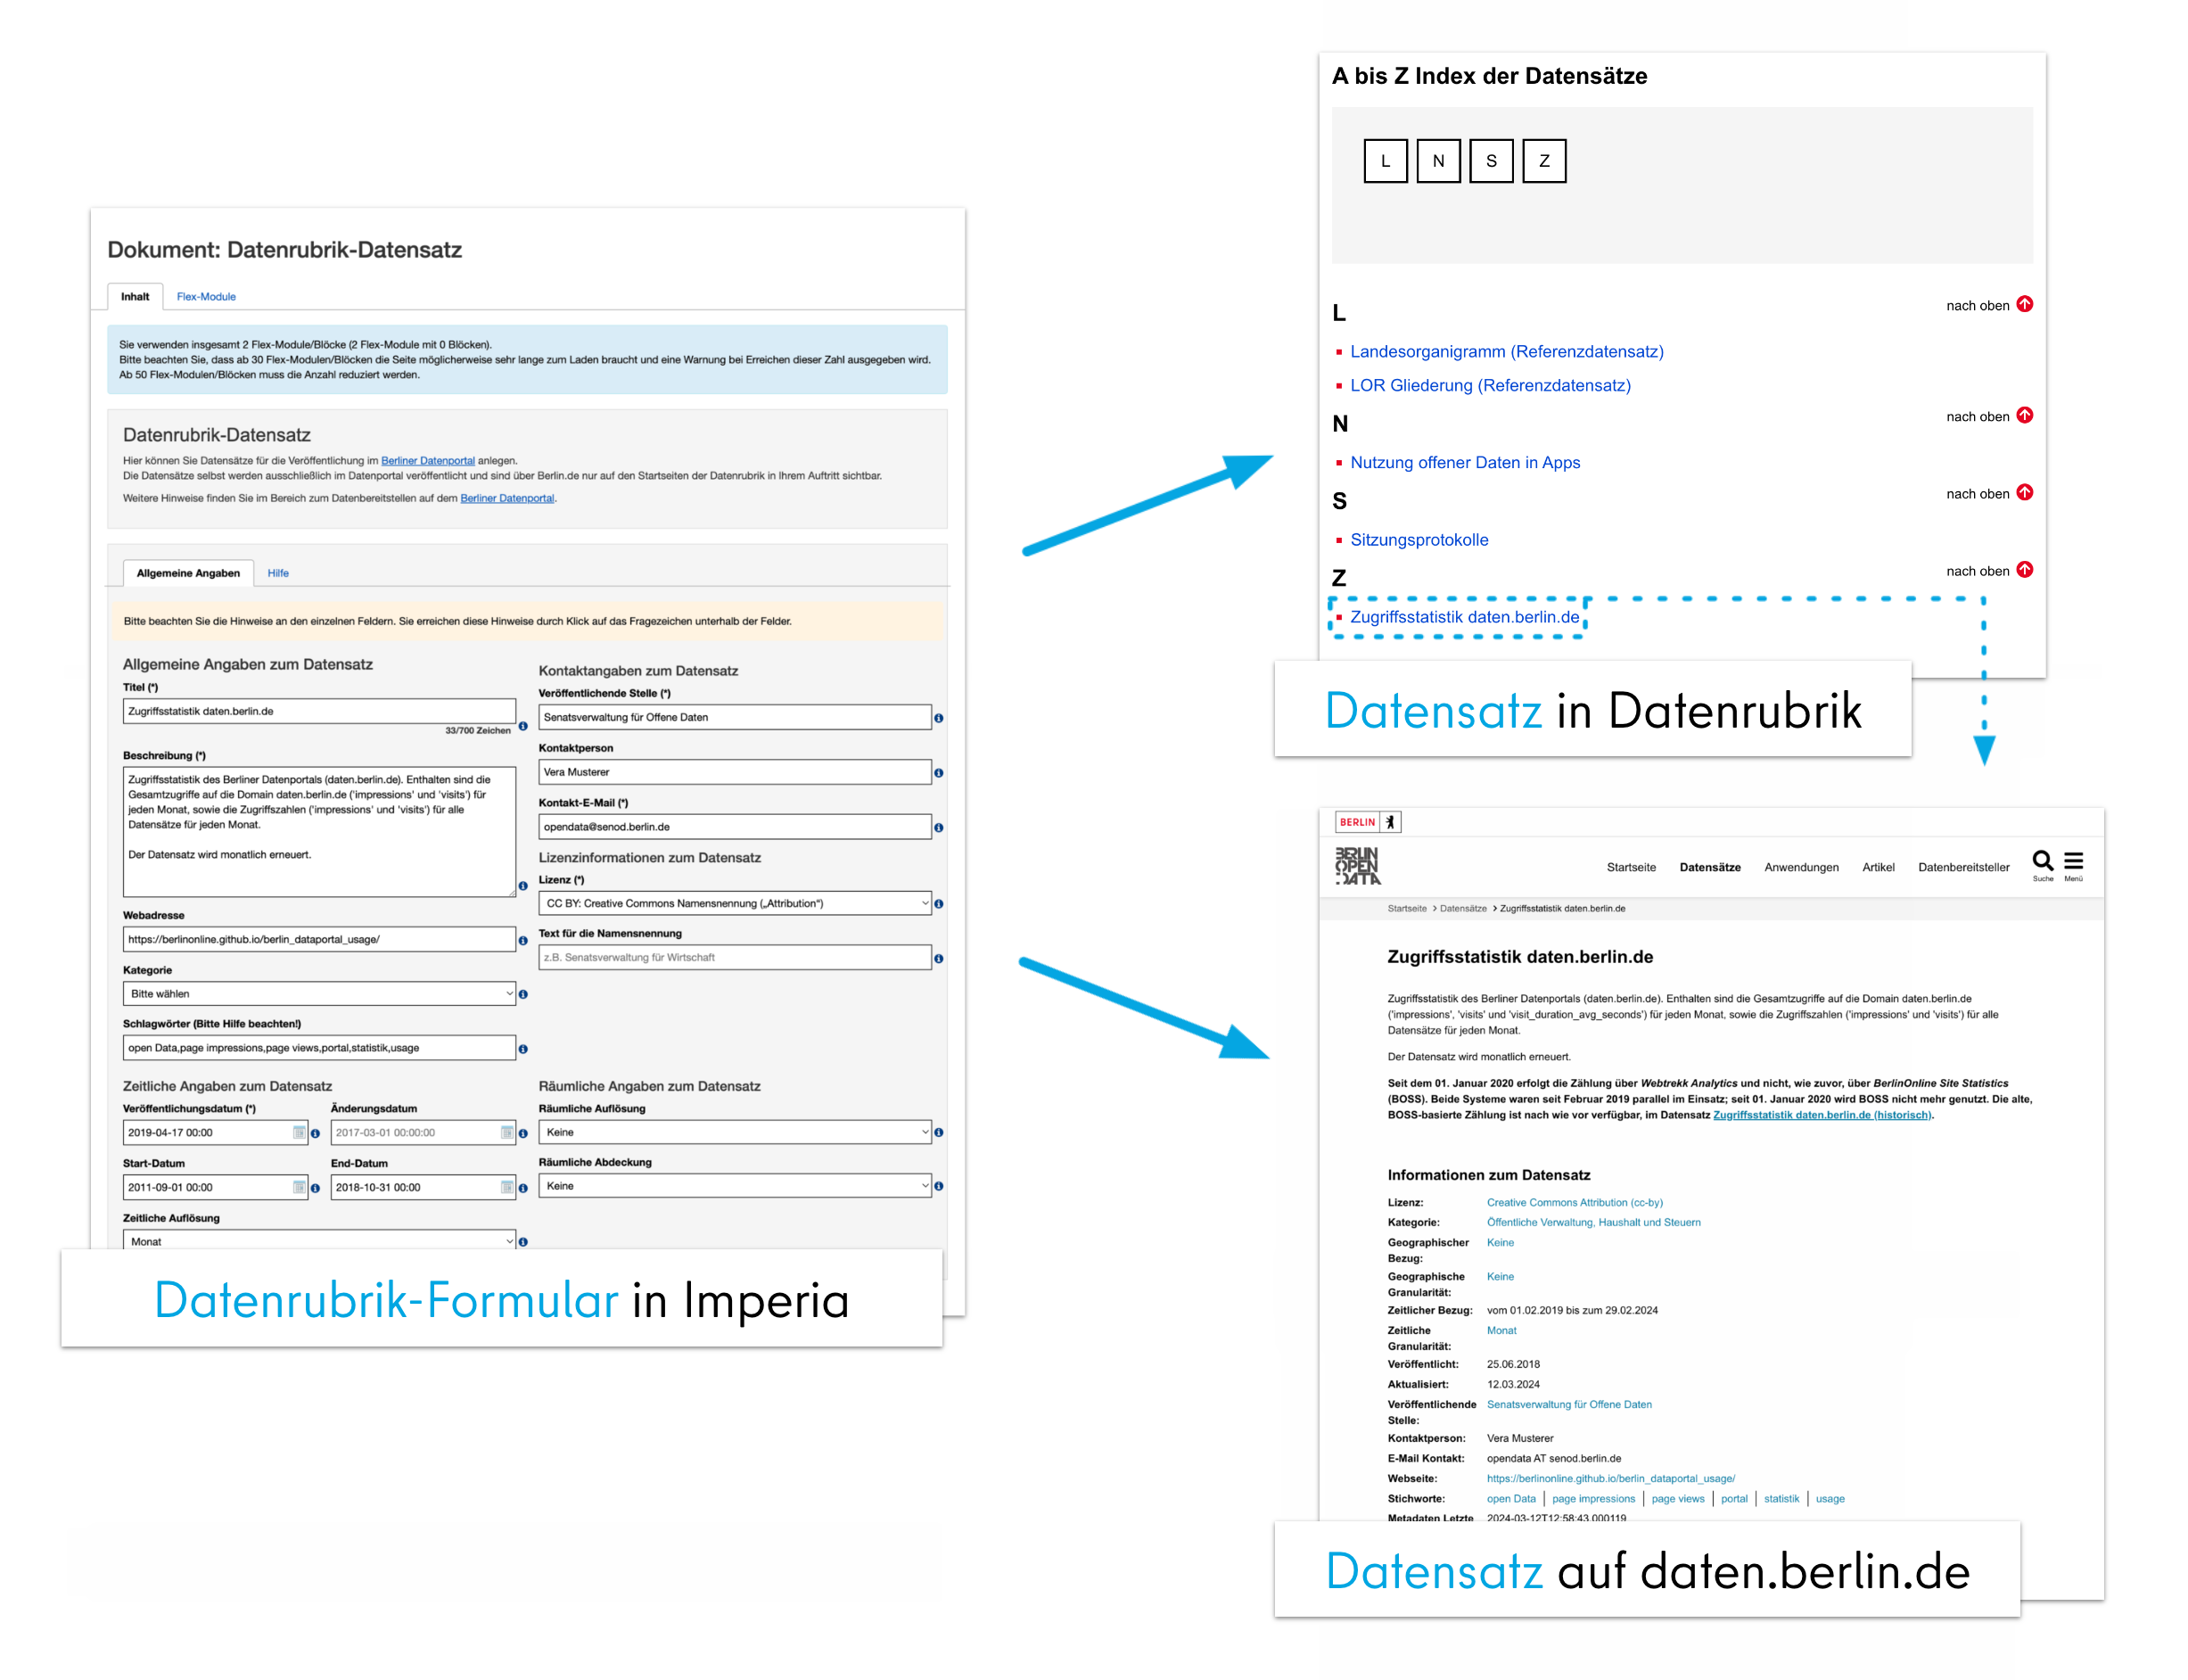 Dokument: Datenrubrik-Datensatz
Inhalt
Flex-Module
Sie verwenden insgesamt 2 Flex-Module/Blöcke (2 Flex-Module mit 0 Blöcken).
Bitte beachten Sie, dass ab 30 Flex-Modulen/Blöcken die Seite möglicherweise sehr lange zum Laden braucht und eine Warnung bei Erreichen dieser Zahl ausgegeben wird.
Ab 50 Flex-Modulen/Blöcken muss die Anzahl reduziert werden.
Datenrubrik-Datensatz
Hier können Sie Datensätze für die Veröffentlichung im Berliner Datenportal anlegen.
Die Datensätze selbst werden ausschließlich im Datenportal veröffentlicht und sind über Berlin.de nur auf den Startseiten der Datenrubrik in Ihrem Auftritt sichtbar.
Weitere Hinweise finden Sie im Bereich zum Datenbereitstellen auf dem Berliner Datenportal.
Allgemeine Angaben
Hilfe
Bitte beachten Sie die Hinweise an den einzelnen Feldern. Sie erreichen diese Hinweise durch Klick auf das Fragezeichen unterhalb der Felder.
Allgemeine Angaben zum Datensatz
Titel (*)
Zugriffsstatistik daten.berlin.de
33/700 Zeichen
Beschreibung (*)
Zugriffsstatistik des Berliner Datenportals (daten.berlin.de). Enthalten sind die
Gesamtzugriffe auf die Domain daten.berlin.de ('impressions' und 'visits') für
jeden Monat, sowie die Zugriffszahlen ('impressions' und 'visits') für alle
Datensätze für jeden Monat.
Der Datensatz wird monatlich erneuert.
Webadresse
https://berlinonline.github.io/berlin_dataportal_usage/
Kategorie
Bitte wählen
Schlagwörter (Bitte Hilfe beachten!)
open Data,page impressions,page views,portal,statistik,usage
Kontaktangaben zum Datensatz
Veröffentlichende Stelle (*)
Senatsverwaltung für Offene Daten
Kontaktperson
Vera Musterer
Kontakt-E-Mail (*)
opendata@senod.berlin.de
Lizenzinformationen zum Datensatz
Lizenz (*)
CC BY: Creative Commons Namensnennung („Attribution“)
Text für die Namensnennung
z.B. Senatsverwaltung für Wirtschaft
Zeitliche Angaben zum Datensatz
Veröffentlichungsdatum (*)
Änderungsdatum
2019-04-17 00:00
2017-03-01 00:00:00
Start-Datum
End-Datum
2011-09-01 00:00
2018-10-31 00:00
Zeitliche Auflösung
Monat
Räumliche Angaben zum Datensatz
Räumliche Auflösung
Keine
Räumliche Abdeckung
Keine
Datenrubrik-Formular in Imperia
A bis Z Index der Datensätze
L N S Z
L
nach oben
Landesorganigramm (Referenzdatensatz)
LOR Gliederung (Referenzdatensatz)
N
nach oben
Nutzung offener Daten in Apps
S
nach oben
Sitzungsprotokolle
Z
nach oben
Zugriffsstatistik daten.berlin.de
Datensatz in Datenrubrik
BERLIN
BERLIN
OPEN
DATA
Startseite Datensätze Anwendungen Artikel Datenbereitsteller
Suche Menü
Startseite > Datensätze > Zugriffsstatistik daten.berlin.de
Zugriffsstatistik daten.berlin.de
Zugriffsstatistik des Berliner Datenportals (daten.berlin.de). Enthalten sind die Gesamtzugriffe auf die Domain daten.berlin.de
('impressions', 'visits' und 'visit_duration_avg_seconds') für jeden Monat, sowie die Zugriffszahlen ('impressions' und 'visits') für alle
Datensätze für jeden Monat.
Der Datensatz wird monatlich erneuert.
Seit dem 01. Januar 2020 erfolgt die Zählung über Webtrekk Analytics und nicht, wie zuvor, über BerlinOnline Site Statistics
(BOSS). Beide Systeme waren seit Februar 2019 parallel im Einsatz; seit 01. Januar 2020 wird BOSS nicht mehr genutzt. Die alte,
BOSS-basierte Zählung ist nach wie vor verfügbar, im Datensatz Zugriffsstatistik daten.berlin.de (historisch).
Informationen zum Datensatz
Lizenz: Creative Commons Attribution (cc-by)
Kategorie: Öffentliche Verwaltung, Haushalt und Steuern
Geographischer Keine
Bezug:
Geographische Keine
Granularität:
Zeitlicher Bezug: vom 01.02.2019 bis zum 29.02.2024
Zeitliche Monat
Granularität:
Veröffentlicht: 25.06.2018
Aktualisiert: 12.03.2024
Veröffentlichende Senatsverwaltung für Offene Daten
Stelle:
Kontaktperson: Vera Musterer
E-Mail Kontakt: opendata AT senod.berlin.de
Webseite: https://berlinonline.github.io/berlin_dataportal_usage/
Stichworte: open Data | page impressions | page views | portal | statistik | usage
Metadaten Letzte 2024-03-12T12:58:43.000119
Datensatz auf daten.berlin.de